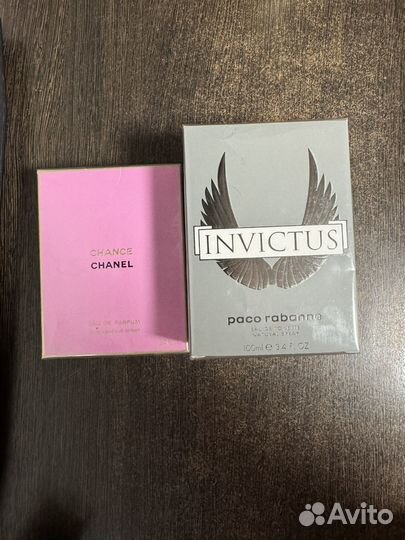 CHANCE
CHANEL
EAU DE PARFUM
INVICTUS
paco rabanne
EAU DE TOILETTE
NATURAL SPRAY
100ml e 3.4 FL. OZ
Avito